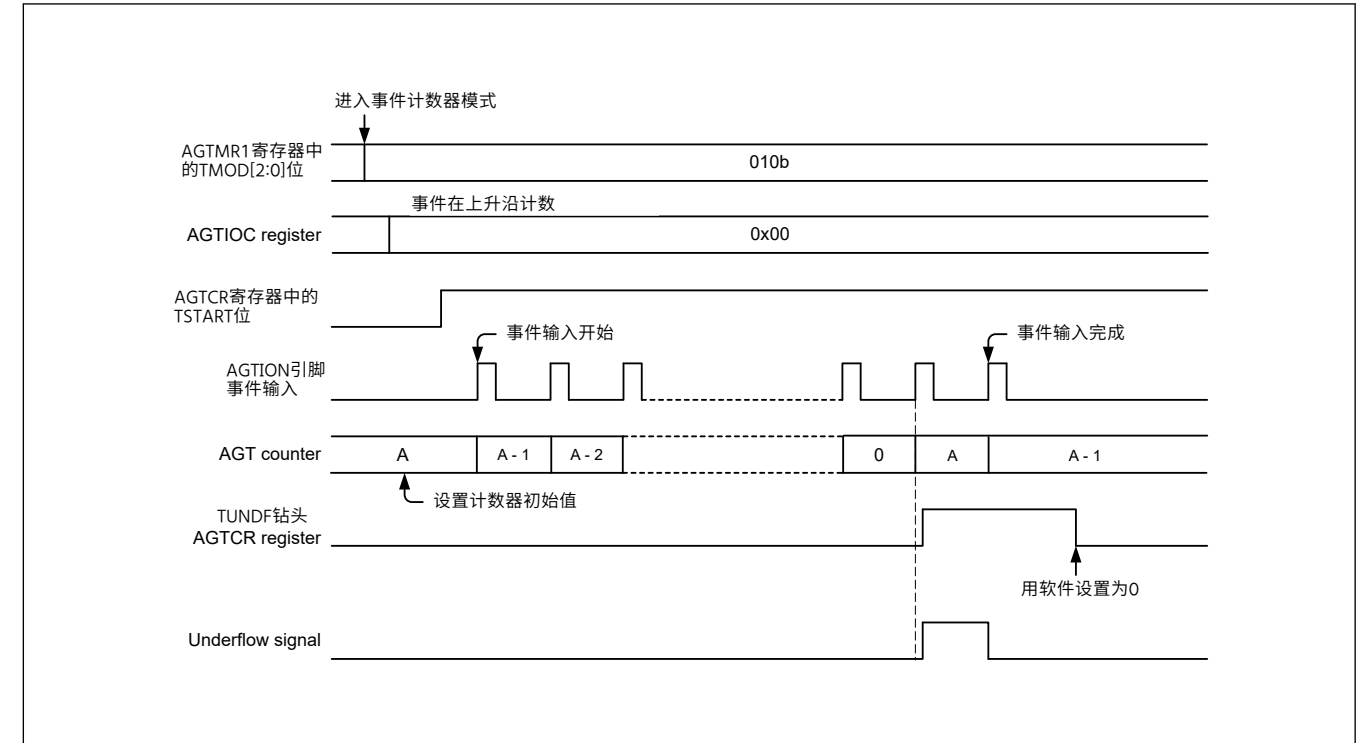 进入事件计数器模式
AGTMR1寄存器中
的TMOD[2:0]位
010b
事件在上升沿计数
AGTIOC register
0x00
AGTCR寄存器中的
TSTART位
事件输入开始
事件输入完成
AGTION引脚
事件输入
AGT counter
A
A - 1
A - 2
0
A
A - 1
设置计数器初始值
TUNDF钻头
AGTCR register
用软件设置为0
Underflow signal